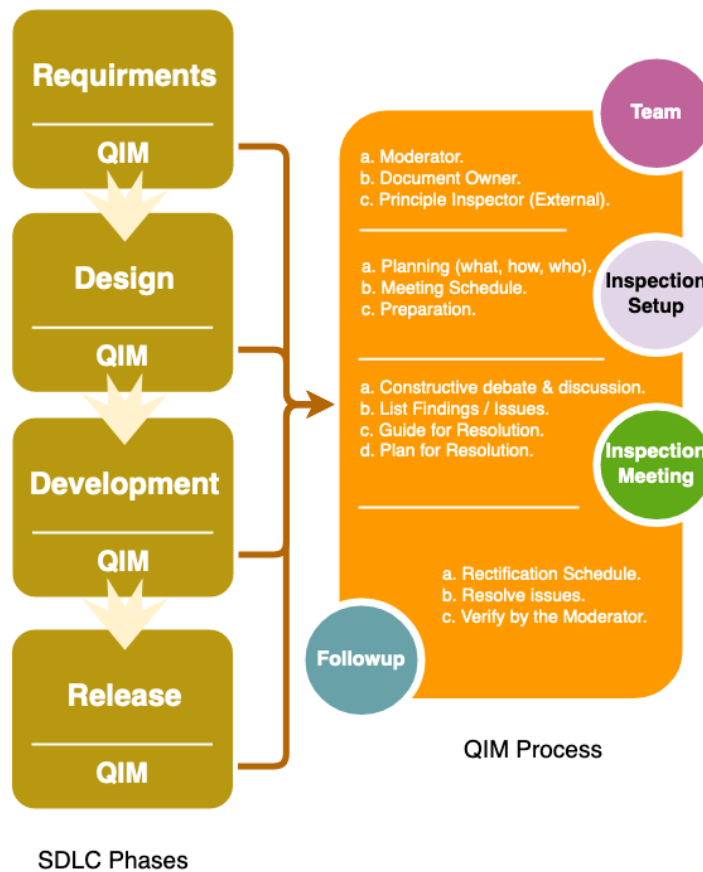 Requirments
QIM
Design
QIM
Development
QIM
Release
QIM
SDLC Phases
Team
a. Moderator.
b. Document Owner.
c. Principle Inspector (External).
Inspection
Setup
a. Planning (what, how, who).
b. Meeting Schedule.
c. Preparation.
Inspection
Meeting
a. Constructive debate & discussion.
b. List Findings / Issues.
c. Guide for Resolution.
d. Plan for Resolution.
Followup
a. Rectification Schedule.
b. Resolve issues.
c. Verify by the Moderator.
QIM Process